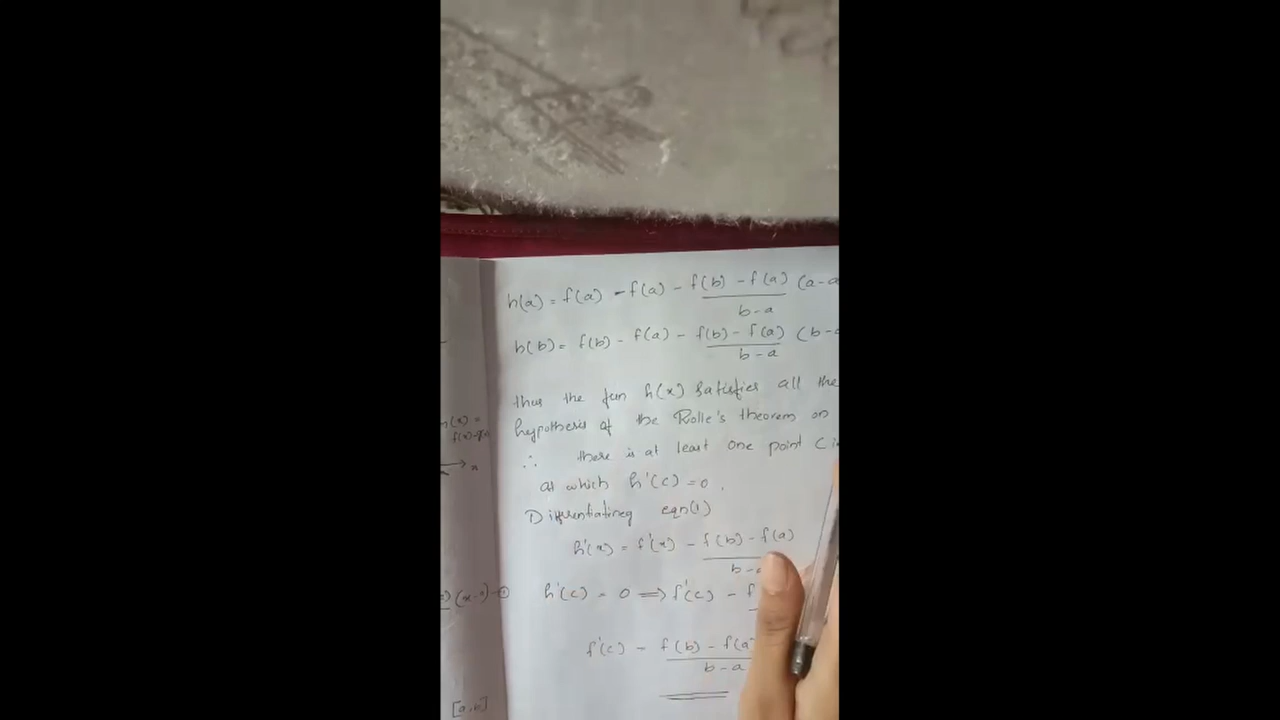 h(a) = f(a) - f(a) - f(b) - f(a) / b - a (a - a
h(b) = f(b) - f(a) - f(b) - f(a) / b - a (b -
thus the fun h(x) satisfies all the
hypothesis of the Rolle's theorem on
∴ there is at least one point C i
at which h'(c) = 0.
Differentiating eqn(1)
h'(x) = f'(x) - f(b) - f(a) / b -
h'(c) = 0 ⟹ f'(c) - f
f'(c) - f(b) - f(a / b - a
[a,b]